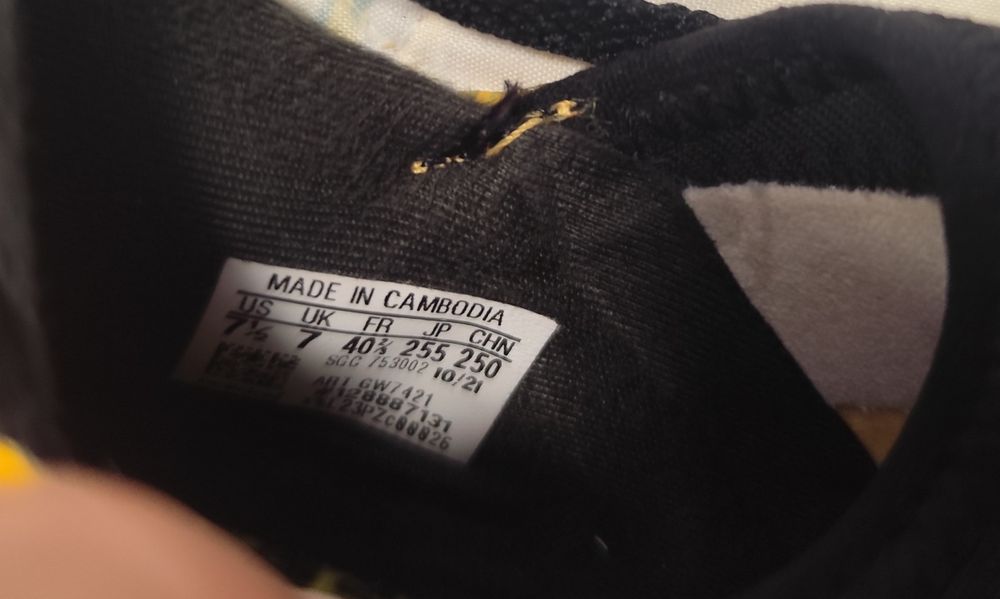 MADE IN CAMBODIA
US UK FR JP CHN
7½ 7 40⅔ 255 250
SGC 753002 10/21
ART GW7421